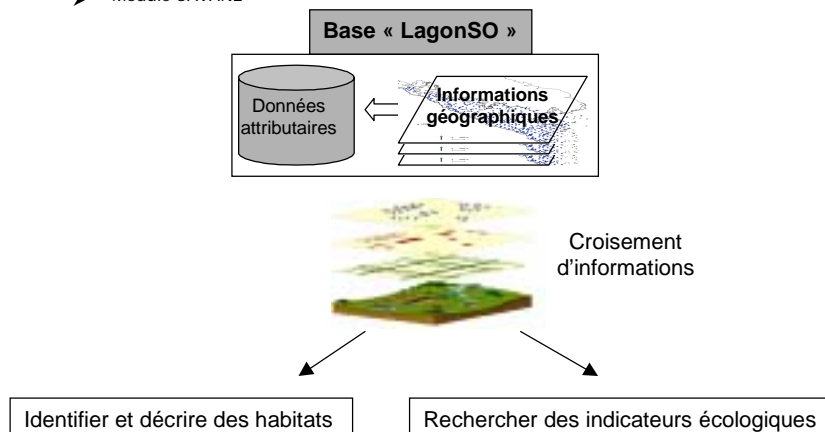 Base « LagonSO »
Données
attributaires
Informations
géographiques
Croisement
d’informations
Identifier et décrire des habitats
Rechercher des indicateurs écologiques